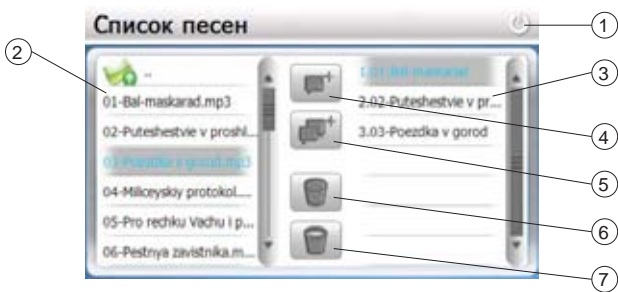 Список песен
1
2
..
01-Bal-maskarad.mp3
02-Puteshestvie v proshl...
03-Poezdka v gorod.mp3
04-Miliceyskiy protokol....
05-Pro rechku Vachu i p...
06-Pestnya zavistnika.m...
1.01-Bal-maskarad
2.02-Puteshestvie v pr...
3.03-Poezdka v gorod
3
4
5
6
7